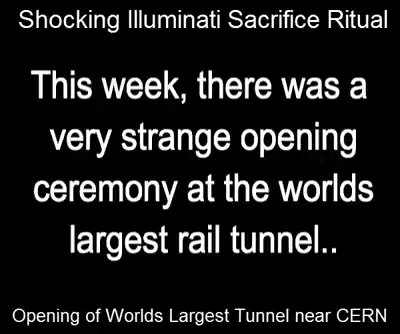 Shocking Illuminati Sacrifice Ritual
This week, there was a
very strange opening
ceremony at the worlds
largest rail tunnel..
Opening of Worlds Largest Tunnel near CERN